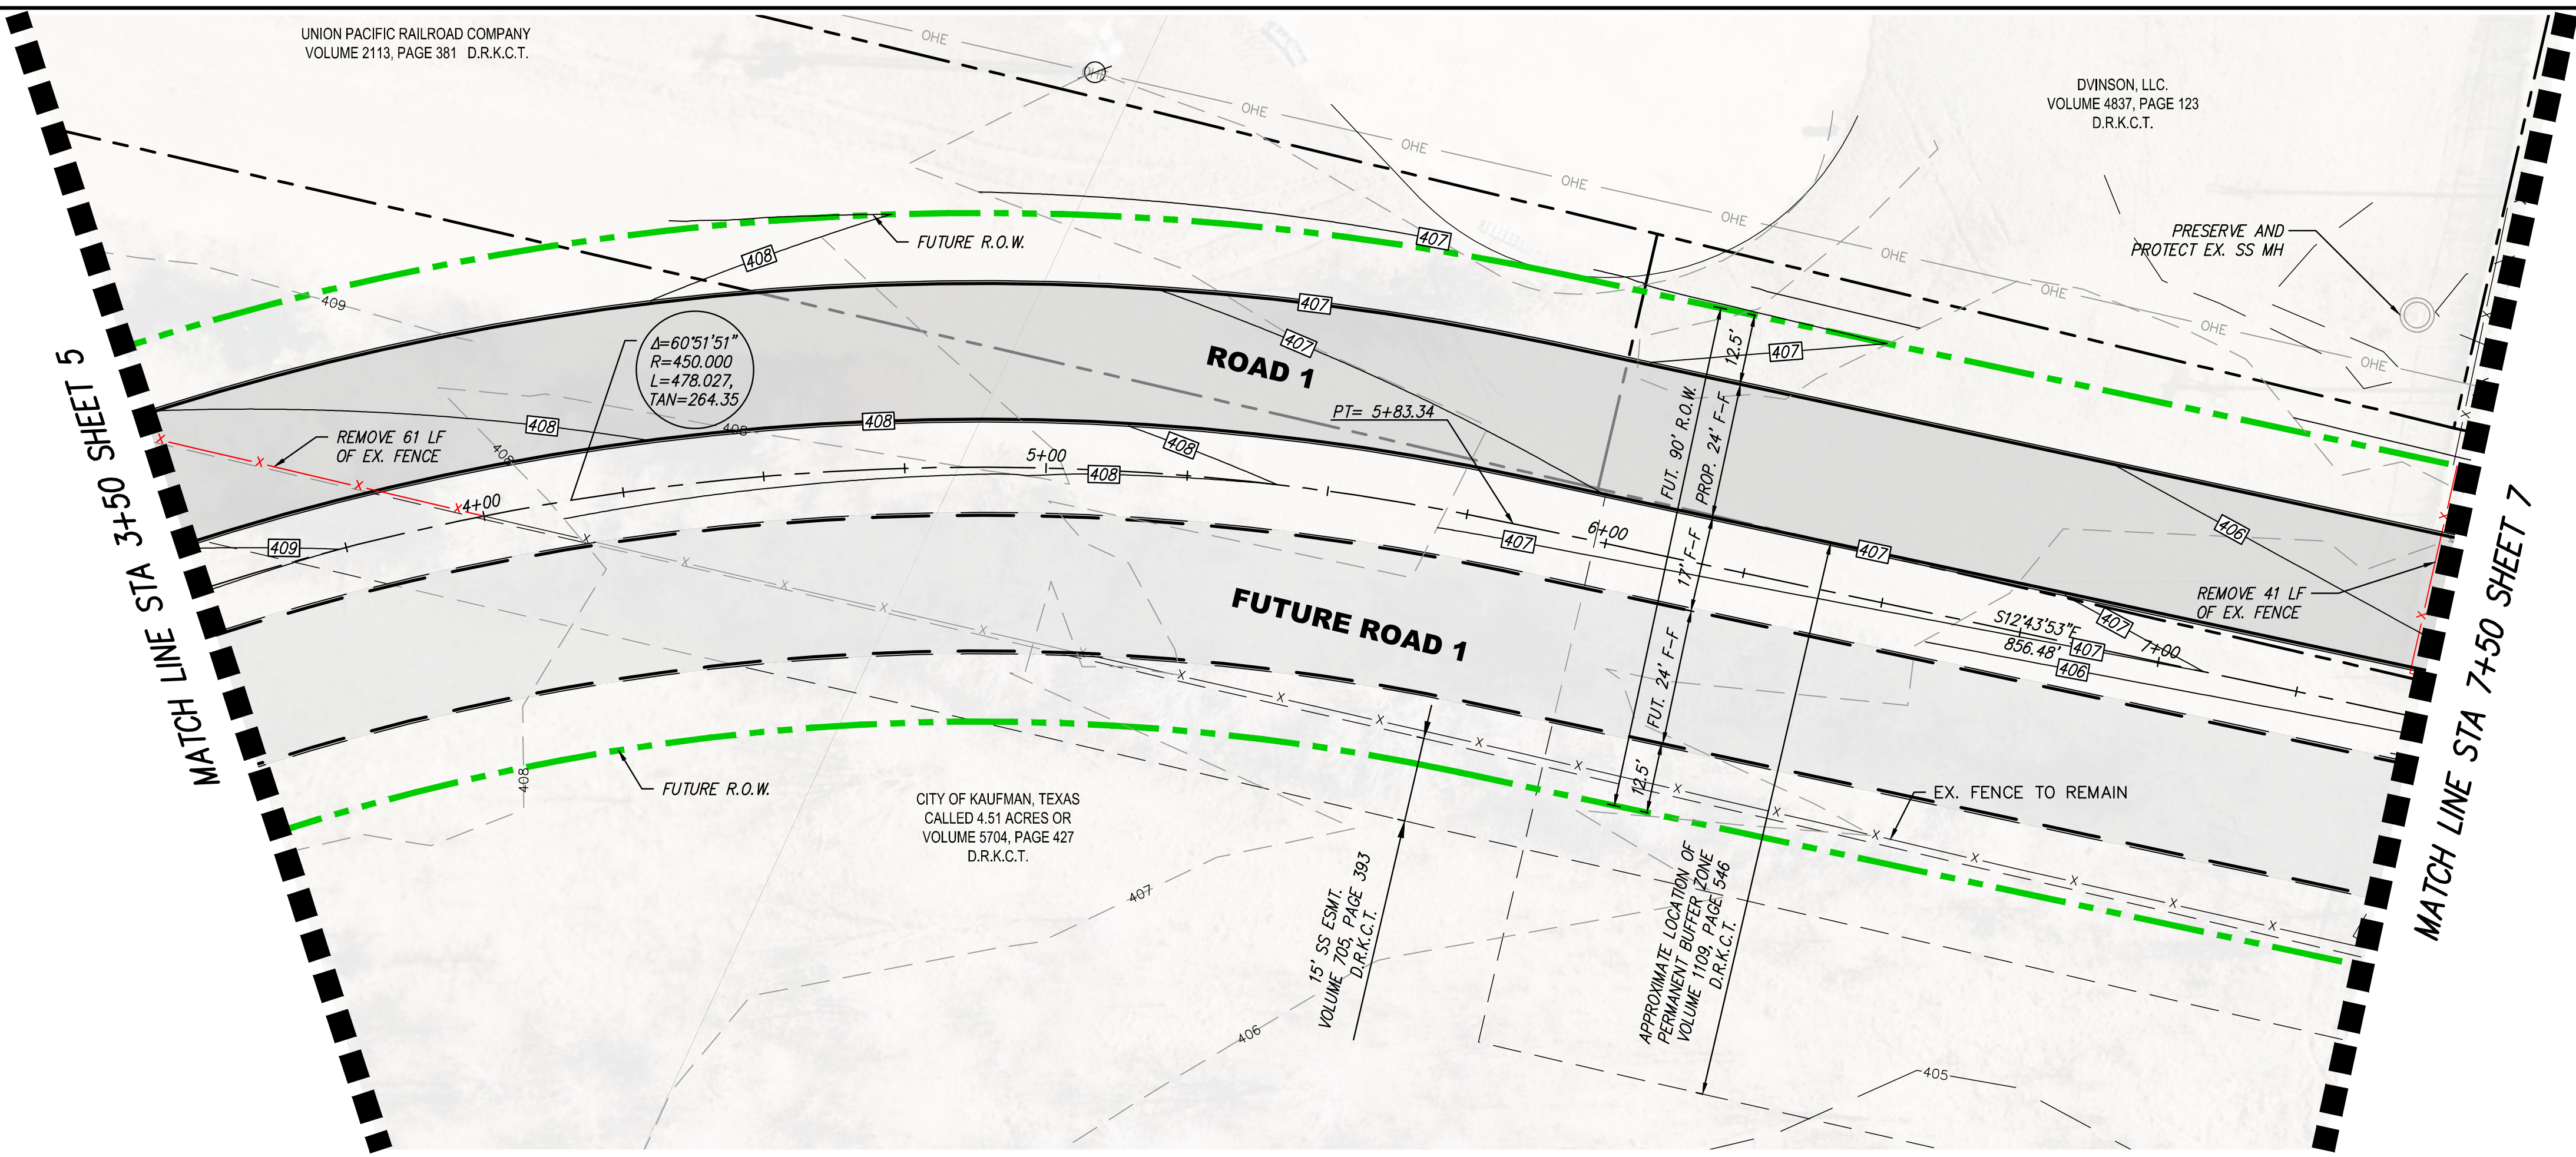 UNION PACIFIC RAILROAD COMPANY
VOLUME 2113, PAGE 381 D.R.K.C.T.
OHE
OHE
OHE
OHE
OHE
OHE
OHE
OHE
OHE
OHE
DVINSON, LLC.
VOLUME 4837, PAGE 123
D.R.K.C.T.
PRESERVE AND
PROTECT EX. SS MH
FUTURE R.O.W.
408
407
409
407
407
407
Δ=60°51'51"
R=450.000
L=478.027,
TAN=264.35
ROAD 1
12.5'
FUT. 90' R.O.W.
PROP. 24' F-F
17' F-F
FUT. 24' F-F
12.5'
PT= 5+83.34
MATCH LINE STA 3+50 SHEET 5
REMOVE 61 LF
OF EX. FENCE
408
408
408
408
408
408
5+00
4+00
409
6+00
407
407
406
FUTURE ROAD 1
S12°43'53"E
856.48'
407
407
7+00
406
REMOVE 41 LF
OF EX. FENCE
MATCH LINE STA 7+50 SHEET 7
408
FUTURE R.O.W.
CITY OF KAUFMAN, TEXAS
CALLED 4.51 ACRES OR
VOLUME 5704, PAGE 427
D.R.K.C.T.
EX. FENCE TO REMAIN
15' SS ESMT.
VOLUME 705, PAGE 393
D.R.K.C.T.
APPROXIMATE LOCATION OF
PERMANENT BUFFER ZONE
VOLUME 1109, PAGE 546
D.R.K.C.T.
407
406
405